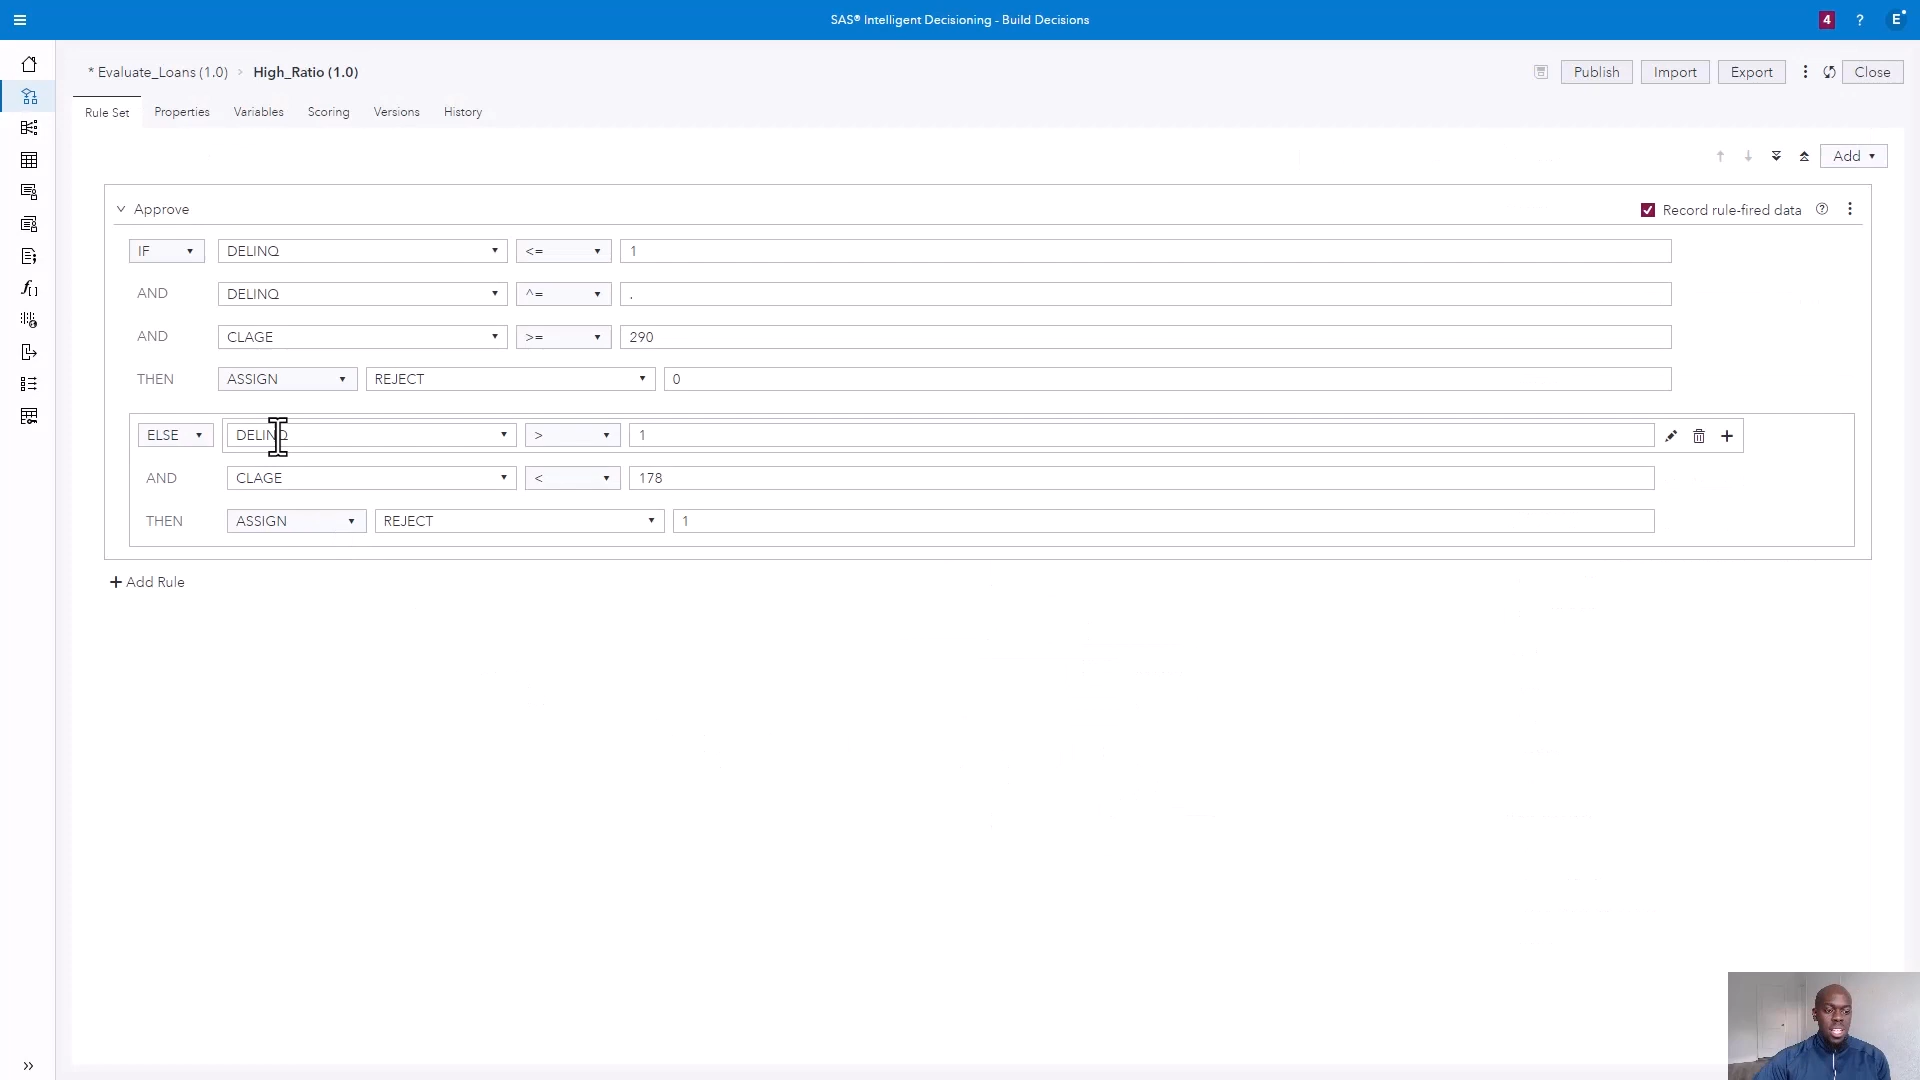 SAS® Intelligent Decisioning - Build Decisions
4 ? E
* Evaluate_Loans (1.0) > High_Ratio (1.0)
Publish Import Export Close
Rule Set Properties Variables Scoring Versions History
Add
Approve Record rule-fired data ?
IF DELINQ <= 1
AND DELINQ ^= .
AND CLAGE >= 290
THEN ASSIGN REJECT 0
ELSE DELINQ > 1
AND CLAGE < 178
THEN ASSIGN REJECT 1
+ Add Rule